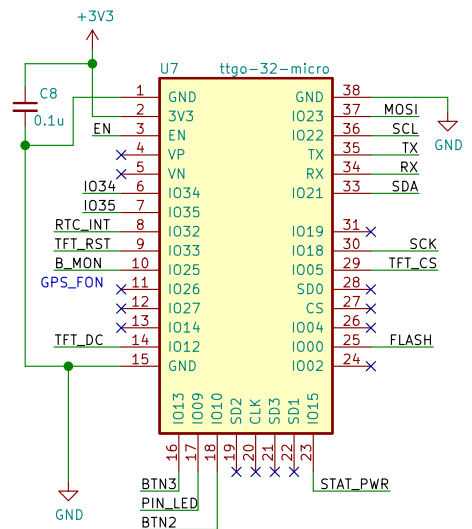 +3V3
U7 ttgo-32-micro
C8
0.1u
1 GND GND 38
2 3V3 IO23 37 MOSI
EN 3 EN IO22 36 SCL
4 VP TX 35 TX
5 VN RX 34 RX
IO34 6 IO34 IO21 33 SDA
GND
IO35 7 IO35
RTC_INT 8 IO32 IO19 31
TFT_RST 9 IO33 IO18 30 SCK
B_MON 10 IO25 IO05 29 TFT_CS
GPS_FON 11 IO26 SD0 28
12 IO27 CS 27
13 IO14 IO04 26
TFT_DC 14 IO12 IO00 25 FLASH
15 GND IO02 24
IO13 IO09 IO10 SD2 CLK SD3 SD1 IO15
16 17 18 19 20 21 22 23
BTN3 STAT_PWR
PIN_LED
BTN2
GND